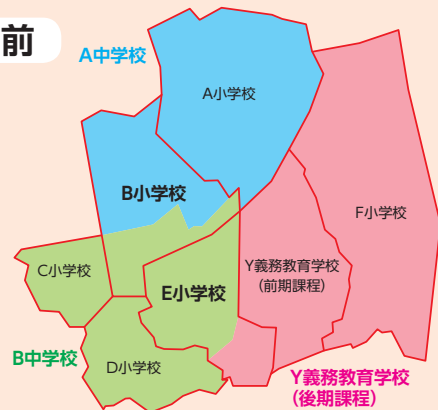 前
A中学校
A小学校
B小学校
F小学校
C小学校
E小学校
Y義務教育学校
(前期課程)
B中学校
D小学校
Y義務教育学校
(後期課程)